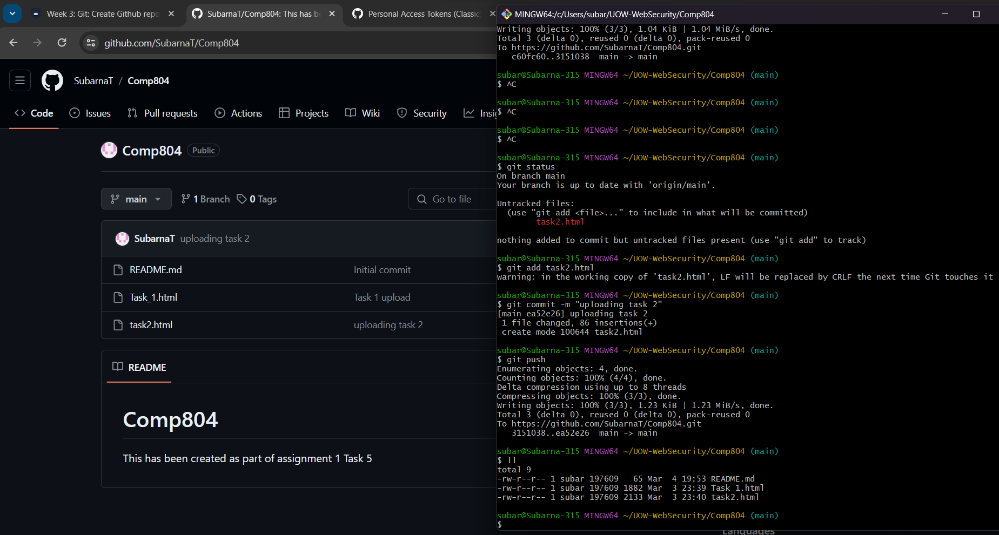 Week 3: Git: Create Github repo
SubarnaT/Comp804: This has be
Personal Access Tokens (Classic)
github.com/SubarnaT/Comp804
SubarnaT / Comp804
Code Issues Pull requests Actions Projects Wiki Security Insig
Comp804 Public
main 1 Branch 0 Tags Go to file
SubarnaT uploading task 2
README.md Initial commit
Task_1.html Task 1 upload
task2.html uploading task 2
README
Comp804
This has been created as part of assignment 1 Task 5
MINGW64:/c/Users/subar/UOW-WebSecurity/Comp804
Writing objects: 100% (3/3), 1.04 KiB | 1.04 MiB/s, done.
Total 3 (delta 0), reused 0 (delta 0), pack-reused 0
To https://github.com/SubarnaT/Comp804.git
c60fc60..3151038 main -> main
subar@Subarna-315 MINGW64 ~/UOW-WebSecurity/Comp804 (main)
$ ^C
subar@Subarna-315 MINGW64 ~/UOW-WebSecurity/Comp804 (main)
$ ^C
subar@Subarna-315 MINGW64 ~/UOW-WebSecurity/Comp804 (main)
$ ^C
subar@Subarna-315 MINGW64 ~/UOW-WebSecurity/Comp804 (main)
$ git status
On branch main
Your branch is up to date with 'origin/main'.
Untracked files:
(use "git add <file>..." to include in what will be committed)
task2.html
nothing added to commit but untracked files present (use "git add" to track)
subar@Subarna-315 MINGW64 ~/UOW-WebSecurity/Comp804 (main)
$ git add task2.html
warning: in the working copy of 'task2.html', LF will be replaced by CRLF the next time Git touches it
subar@Subarna-315 MINGW64 ~/UOW-WebSecurity/Comp804 (main)
$ git commit -m "uploading task 2"
[main ea52e26] uploading task 2
1 file changed, 86 insertions(+)
create mode 100644 task2.html
subar@Subarna-315 MINGW64 ~/UOW-WebSecurity/Comp804 (main)
$ git push
Enumerating objects: 4, done.
Counting objects: 100% (4/4), done.
Delta compression using up to 8 threads
Compressing objects: 100% (3/3), done.
Writing objects: 100% (3/3), 1.23 KiB | 1.23 MiB/s, done.
Total 3 (delta 0), reused 0 (delta 0), pack-reused 0
To https://github.com/SubarnaT/Comp804.git
3151038..ea52e26 main -> main
subar@Subarna-315 MINGW64 ~/UOW-WebSecurity/Comp804 (main)
$ ll
total 9
-rw-r--r-- 1 subar 197609 65 Mar 4 19:53 README.md
-rw-r--r-- 1 subar 197609 1882 Mar 3 23:39 Task_1.html
-rw-r--r-- 1 subar 197609 2133 Mar 3 23:40 task2.html
subar@Subarna-315 MINGW64 ~/UOW-WebSecurity/Comp804 (main)
$
Languages